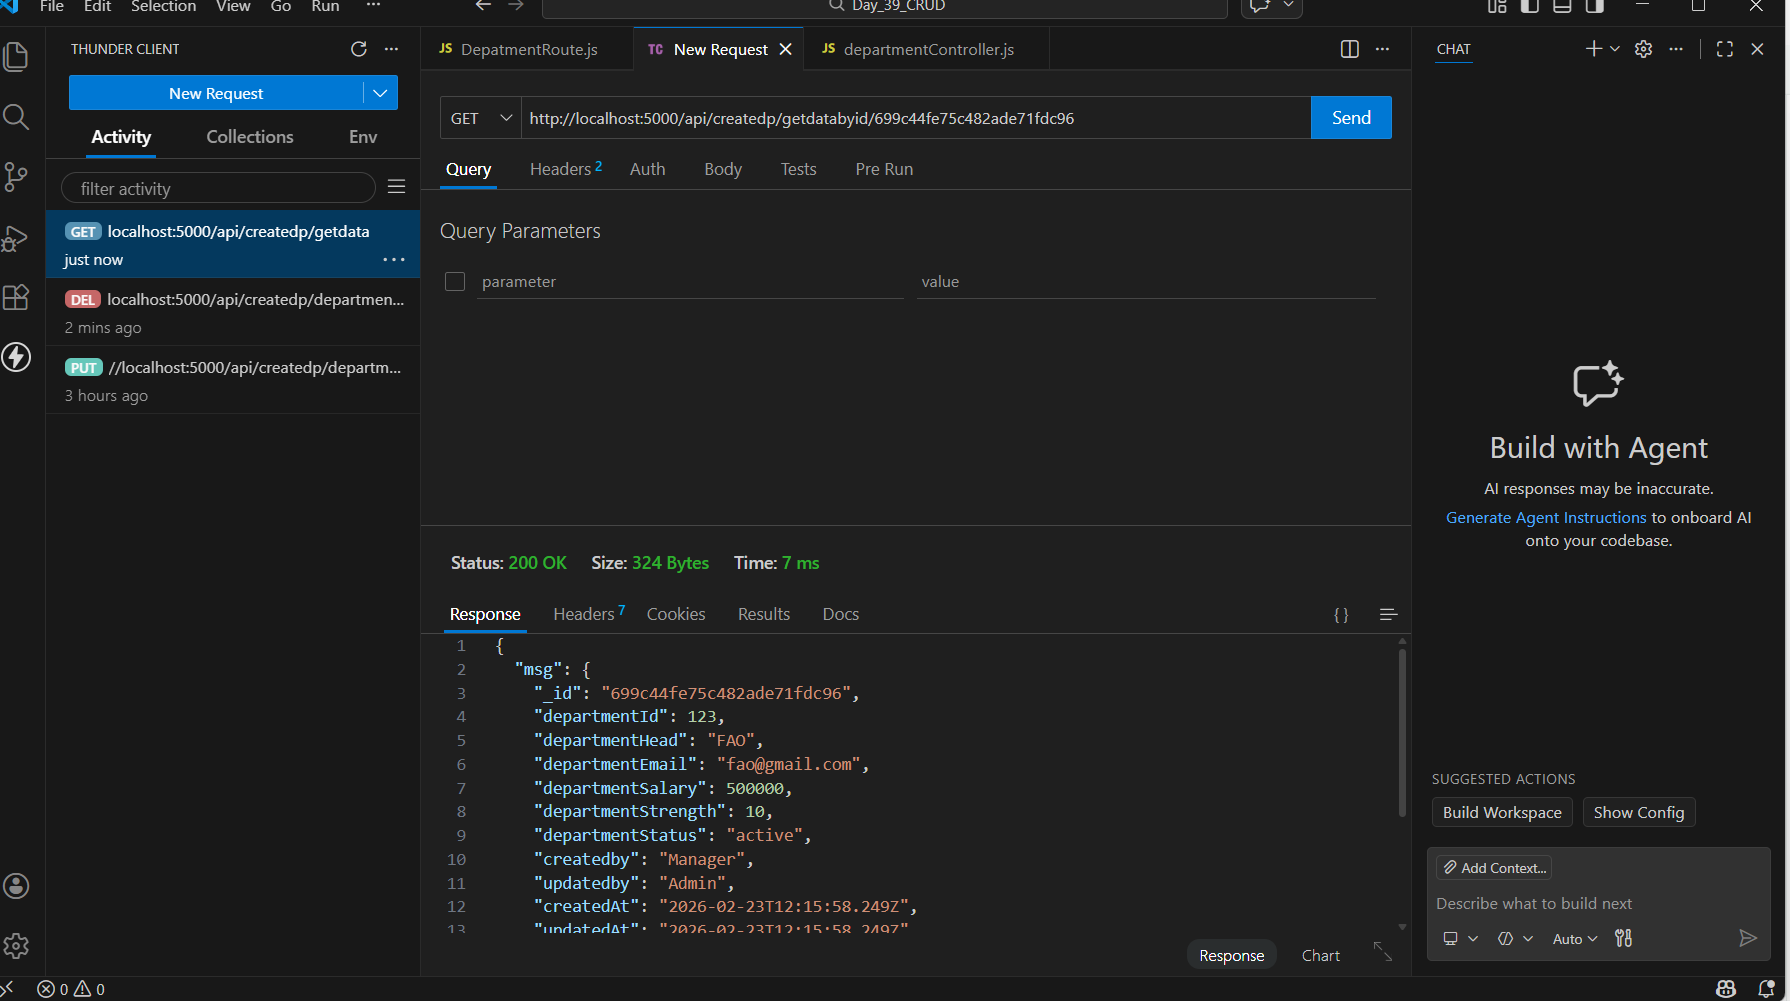 File Edit Selection View Go Run ··· Day_39_CRUD
THUNDER CLIENT
New Request
Activity Collections Env
filter activity
GET localhost:5000/api/createdp/getdata
just now
DEL localhost:5000/api/createdp/departmen...
2 mins ago
PUT //localhost:5000/api/createdp/departm...
3 hours ago
JS DepatmentRoute.js
TC New Request
JS departmentController.js
GET http://localhost:5000/api/createdp/getdatabyid/699c44fe75c482ade71fdc96 Send
Query Headers 2 Auth Body Tests Pre Run
Query Parameters
parameter value
Status: 200 OK Size: 324 Bytes Time: 7 ms
Response Headers 7 Cookies Results Docs {}
1 {
2 "msg": {
3 "_id": "699c44fe75c482ade71fdc96",
4 "departmentId": 123,
5 "departmentHead": "FAO",
6 "departmentEmail": "fao@gmail.com",
7 "departmentSalary": 500000,
8 "departmentStrength": 10,
9 "departmentStatus": "active",
10 "createdby": "Manager",
11 "updatedby": "Admin",
12 "createdAt": "2026-02-23T12:15:58.249Z",
13 "updatedAt": "2026-02-23T12:15:58.249Z"
Response Chart
CHAT
Build with Agent
AI responses may be inaccurate.
Generate Agent Instructions to onboard AI
onto your codebase.
SUGGESTED ACTIONS
Build Workspace Show Config
Add Context...
Describe what to build next
Auto
0 0